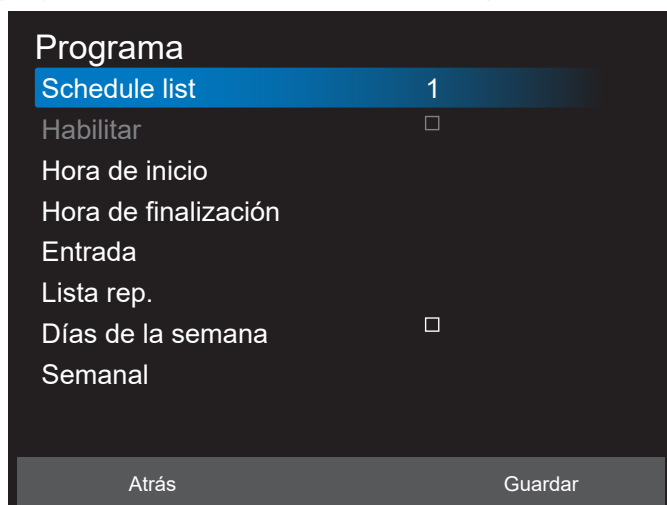 Programa
Schedule list 1
Habilitar
Hora de inicio
Hora de finalización
Entrada
Lista rep.
Días de la semana
Semanal
Atrás Guardar